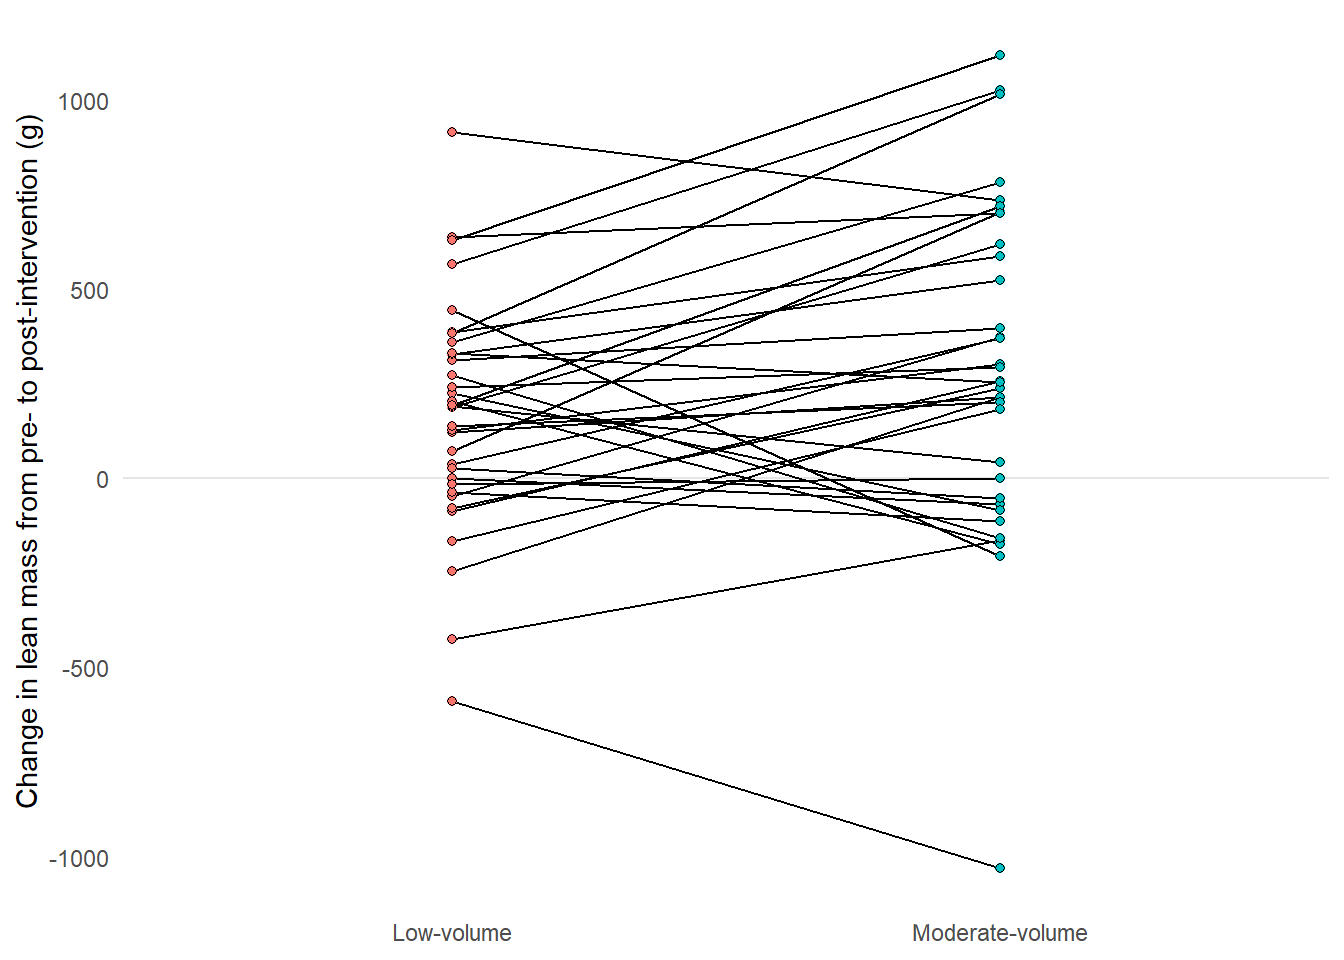 Change in lean mass from pre- to post-intervention (g)
1000
500
0
-500
-1000
Low-volume
Moderate-volume